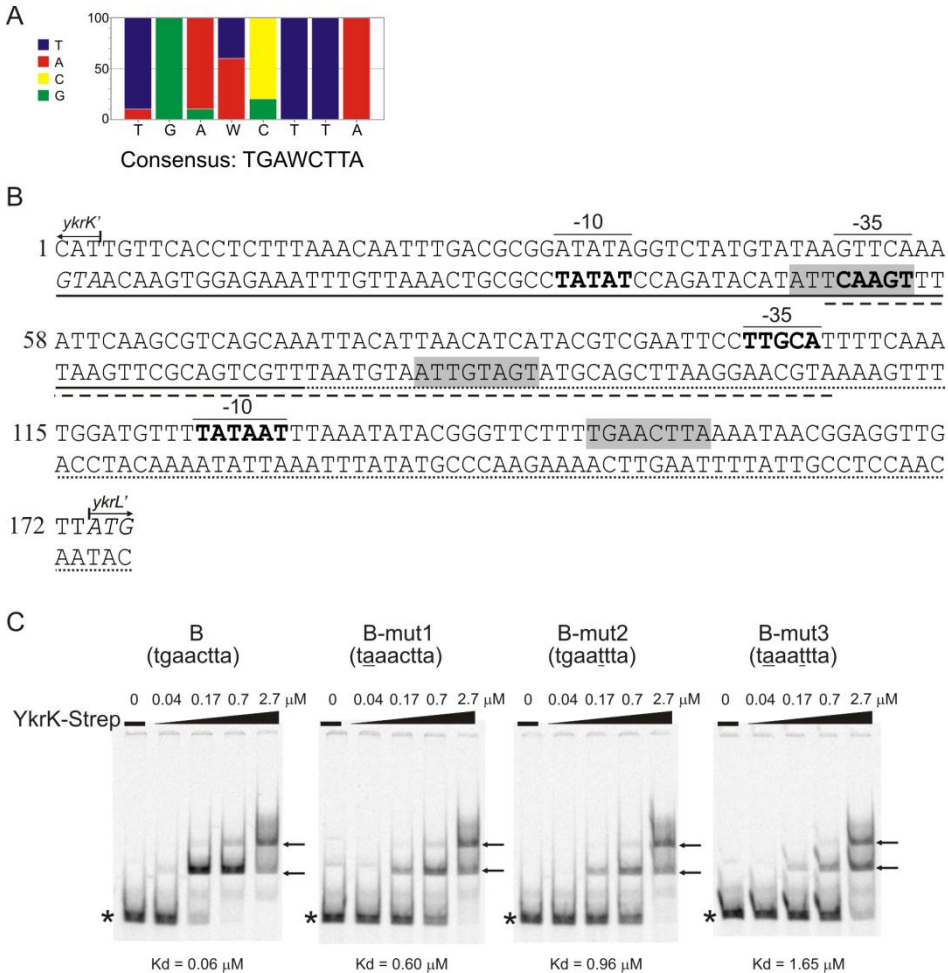 A
100
50
0
T
A
C
G
T G A W C T T A
Consensus: TGAWCTTA
B
ykrK' -10 -35
1 CATTGTTCACCTCTTTAAACAATTTGACGCGGATATAGGTCTATGTATAAGTTCAAA
GTAACAAGTGGAGAAATTTGTTAAACTGCGCCTATATCCAGATACATATTCAAGTTT
-35
58 ATTCAAGCGTCAGCAAATTACATTAACATCATACGTCGAATTCCTTGCATTTTCAAA
TAAGTTCGCAGTCGTTTAATGTAATTGTAGTATGCAGCTTAAGGAACGTAAAAGTTT
-10
115 TGGATGTTTTATAATTTAAATATACGGGTTCTTTTGAACTTAAAATAACGGAGGTTG
ACCTACAAAATATTAAATTTATATGCCCAAGAAAACTTGAATTTTATTGCCTCCAAC
ykrL'
172 TTATG
AATAC
C
B B-mut1 B-mut2 B-mut3
(tgaactta) (taaactta) (tgaattta) (taaattta)
0 0.04 0.17 0.7 2.7 µM 0 0.04 0.17 0.7 2.7 µM 0 0.04 0.17 0.7 2.7 µM 0 0.04 0.17 0.7 2.7 µM
YkrK-Strep
* * * *
Kd = 0.06 µM Kd = 0.60 µM Kd = 0.96 µM Kd = 1.65 µM